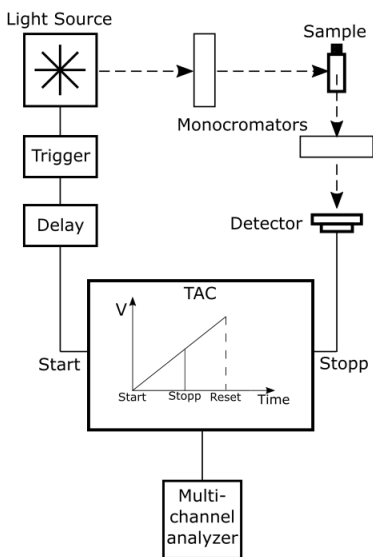 Light Source
Sample
Monocromators
Trigger
Delay
Detector
TAC
V
Start
Stopp
Start
Stopp
Reset
Time
Multi-
channel
analyzer